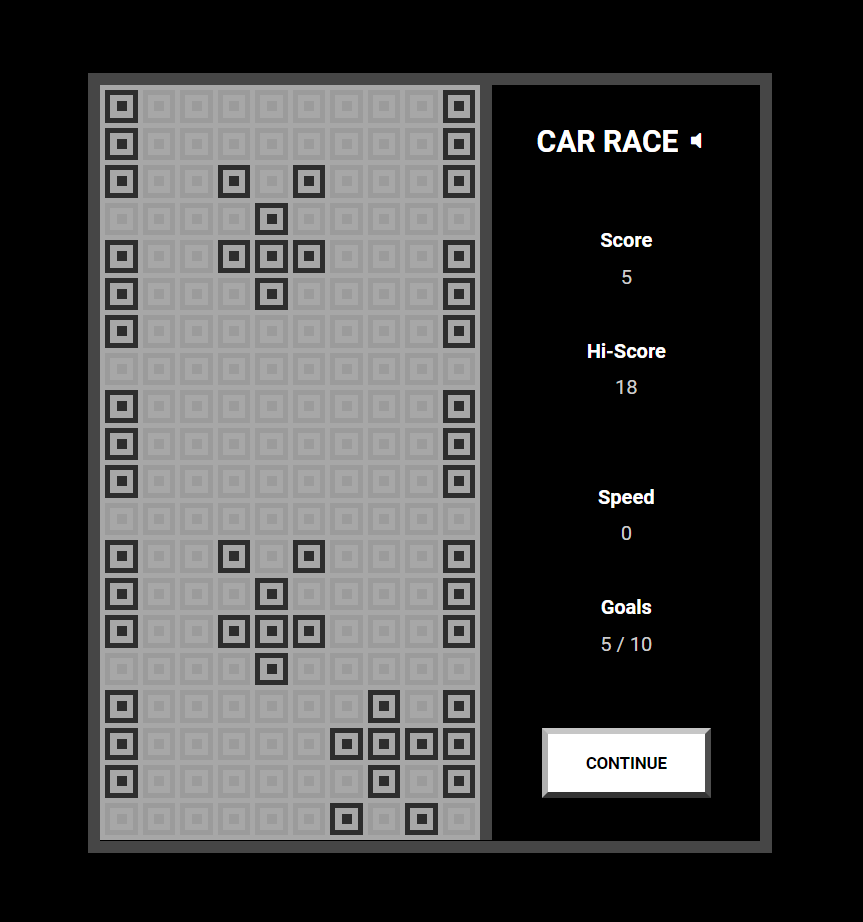 CAR RACE
Score
5
Hi-Score
18
Speed
0
Goals
5 / 10
CONTINUE